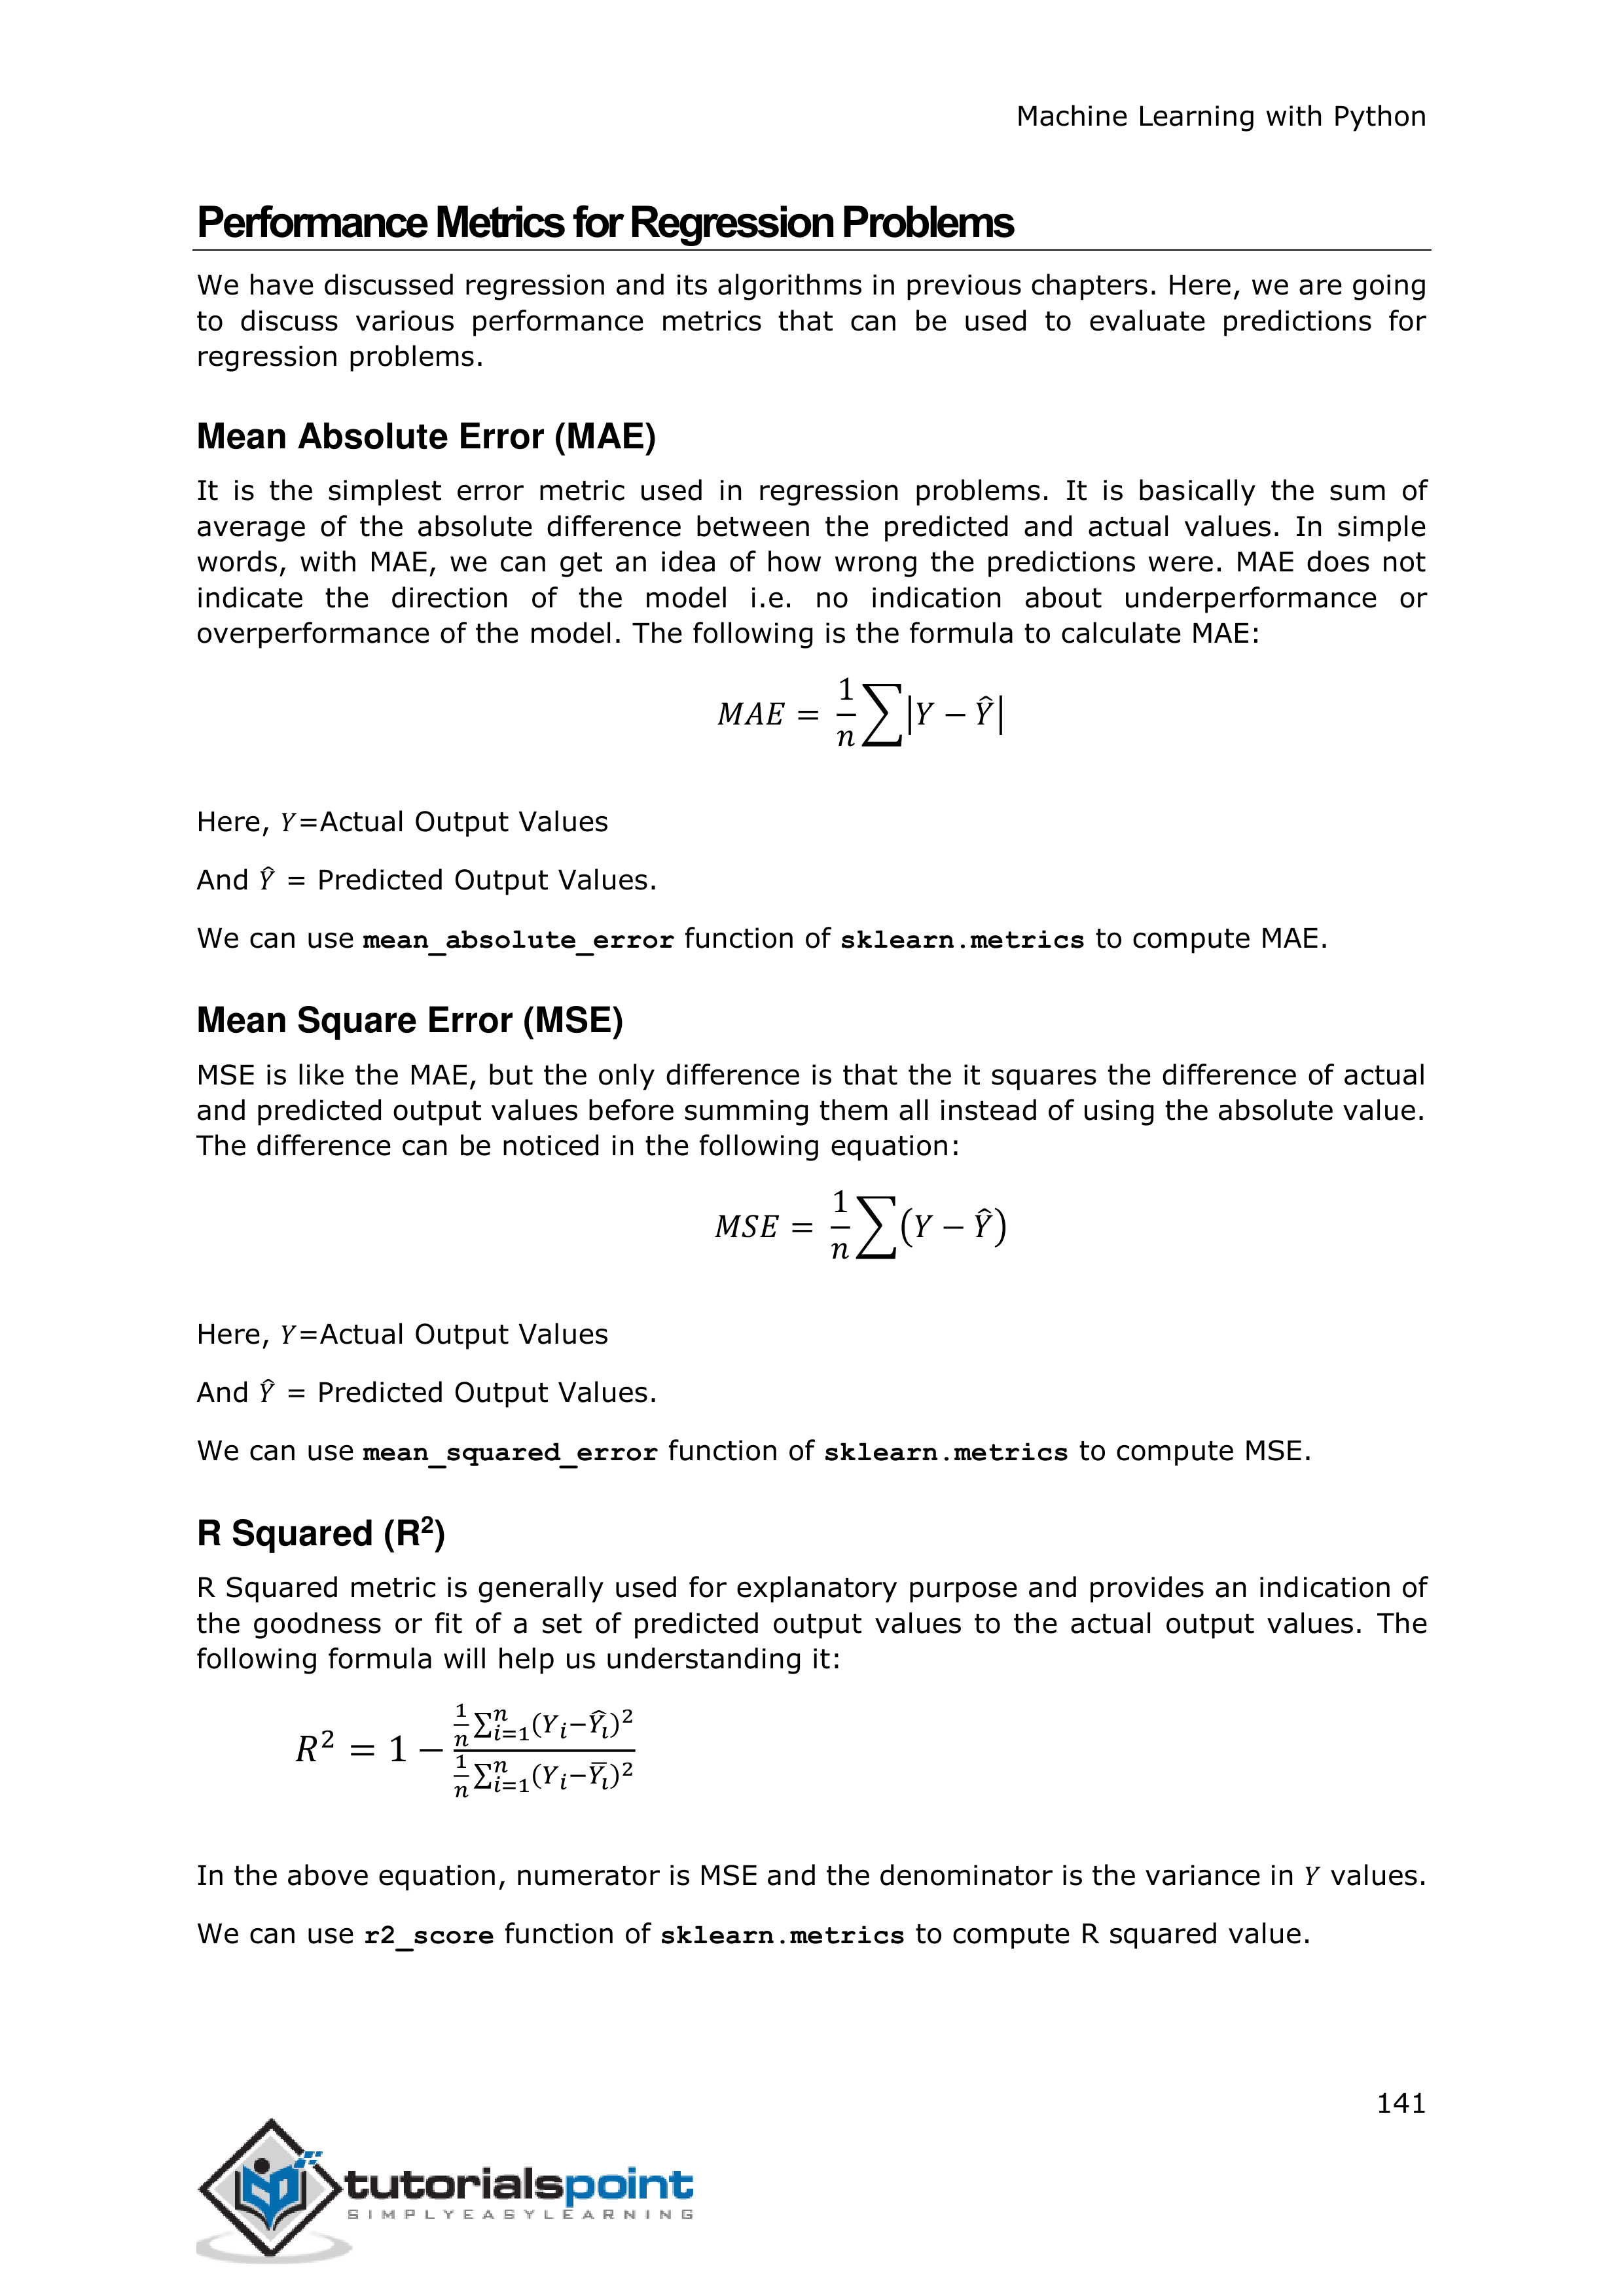 Machine Learning with Python
Performance Metrics for Regression Problems
We have discussed regression and its algorithms in previous chapters. Here, we are going
to discuss various performance metrics that can be used to evaluate predictions for
regression problems.
Mean Absolute Error (MAE)
It is the simplest error metric used in regression problems. It is basically the sum of
average of the absolute difference between the predicted and actual values. In simple
words, with MAE, we can get an idea of how wrong the predictions were. MAE does not
indicate the direction of the model i.e. no indication about underperformance or
overperformance of the model. The following is the formula to calculate MAE:
MAE = \frac{1}{n} ∑|Y − Ŷ|
Here, Y=Actual Output Values
And Ŷ = Predicted Output Values.
We can use mean_absolute_error function of sklearn.metrics to compute MAE.
Mean Square Error (MSE)
MSE is like the MAE, but the only difference is that the it squares the difference of actual
and predicted output values before summing them all instead of using the absolute value.
The difference can be noticed in the following equation:
MSE = \frac{1}{n} ∑(Y − Ŷ)
Here, Y=Actual Output Values
And Ŷ = Predicted Output Values.
We can use mean_squared_error function of sklearn.metrics to compute MSE.
R Squared (R²)
R Squared metric is generally used for explanatory purpose and provides an indication of
the goodness or fit of a set of predicted output values to the actual output values. The
following formula will help us understanding it:
R^2 = 1 - \frac{\frac{1}{n}\sum_{i=1}^{n}(Y_i-\hat{Y_i})^2}{\frac{1}{n}\sum_{i=1}^{n}(Y_i-\bar{Y_i})^2}
In the above equation, numerator is MSE and the denominator is the variance in Y values.
We can use r2_score function of sklearn.metrics to compute R squared value.
141
tutorialspoint
SIMPLYEASYLEARNING